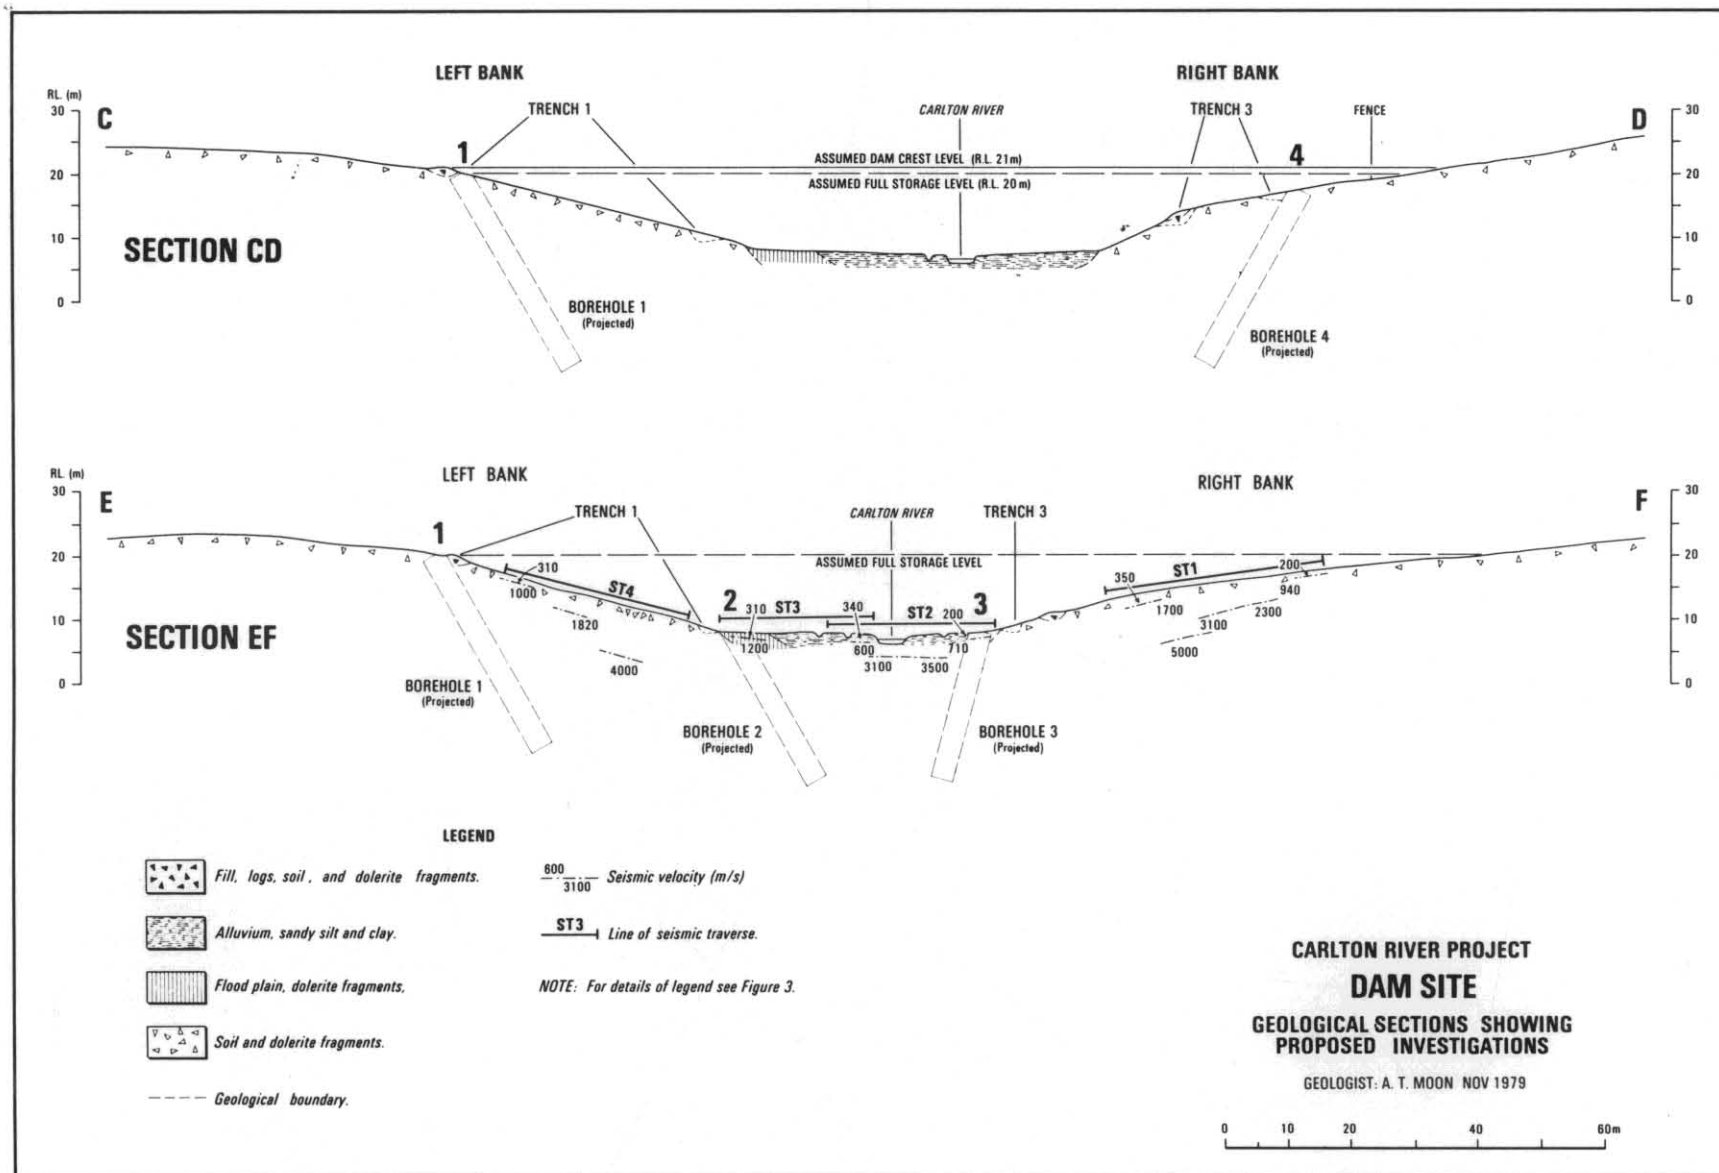 LEFT BANK
RIGHT BANK
RL. (m)
C
TRENCH 1
CARLTON RIVER
TRENCH 3
FENCE
D
30
20
10
0
30
20
10
0
1
4
ASSUMED DAM CREST LEVEL (R.L. 21m)
ASSUMED FULL STORAGE LEVEL (R.L. 20m)
SECTION CD
BOREHOLE 1
(Projected)
BOREHOLE 4
(Projected)
LEFT BANK
RIGHT BANK
RL. (m)
E
TRENCH 1
CARLTON RIVER
TRENCH 3
F
30
20
10
0
30
20
10
0
1
ASSUMED FULL STORAGE LEVEL
310
ST4
1000
1820
4000
2
310
ST3
340
ST2
200
3
1200
600
710
3100
3500
350
ST1
200
940
1700
2300
3100
5000
SECTION EF
BOREHOLE 1
(Projected)
BOREHOLE 2
(Projected)
BOREHOLE 3
(Projected)
LEGEND
Fill, logs, soil, and dolerite fragments.
Alluvium, sandy silt and clay.
Flood plain, dolerite fragments,
Soil and dolerite fragments.
Geological boundary.
600
3100
Seismic velocity (m/s)
ST3
Line of seismic traverse.
NOTE: For details of legend see Figure 3.
CARLTON RIVER PROJECT
DAM SITE
GEOLOGICAL SECTIONS SHOWING
PROPOSED INVESTIGATIONS
GEOLOGIST: A. T. MOON NOV 1979
0 10 20 40 60m